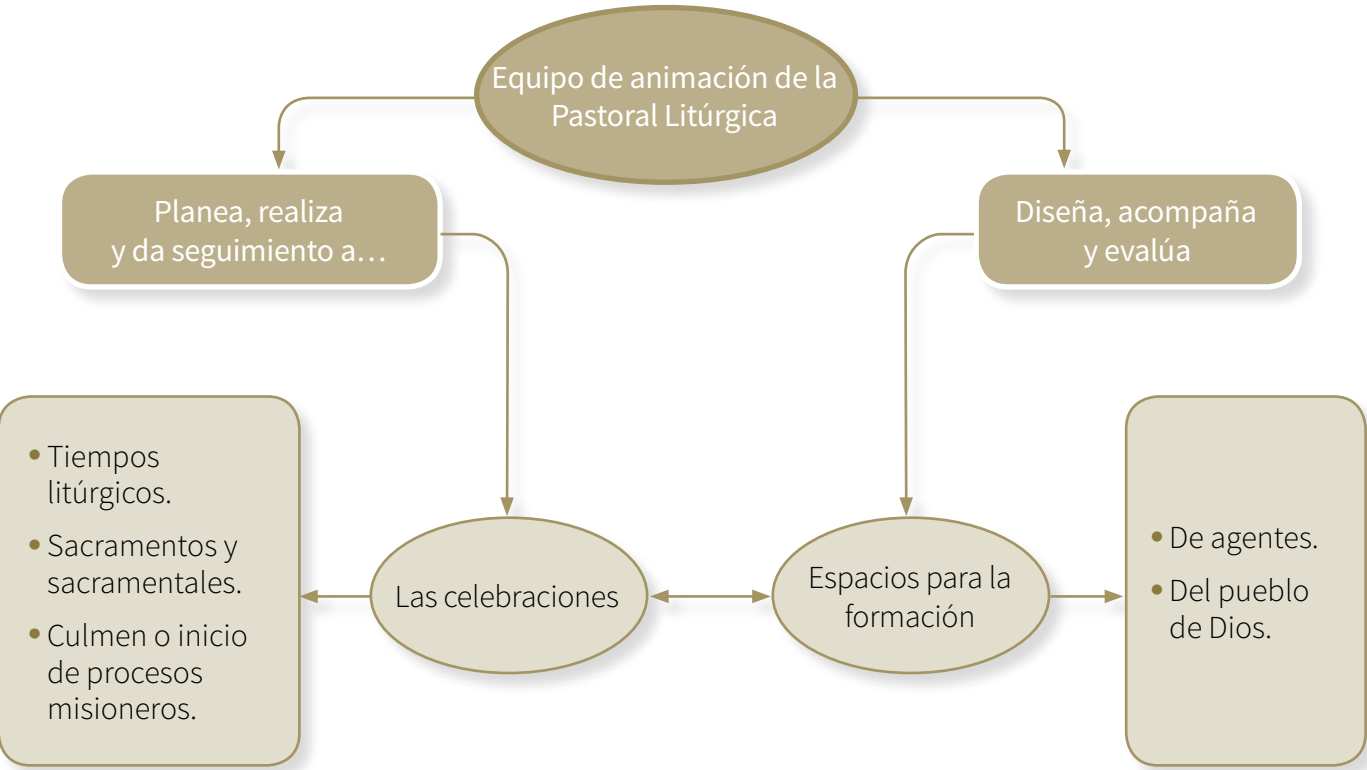 Equipo de animación de la
Pastoral Litúrgica
Planea, realiza
y da seguimiento a…
Diseña, acompaña
y evalúa
• Tiempos
litúrgicos.
• Sacramentos y
sacramentales.
• Culmen o inicio
de procesos
misioneros.
Las celebraciones
Espacios para la
formación
• De agentes.
• Del pueblo
de Dios.